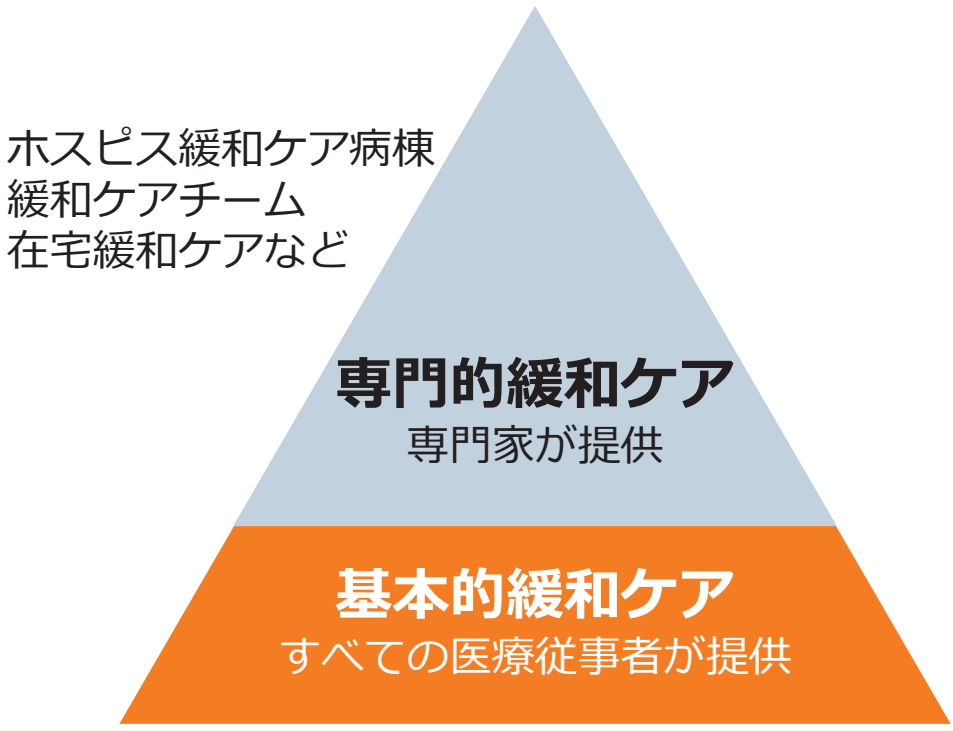 ホスピス緩和ケア病棟
緩和ケアチーム
在宅緩和ケアなど
専門的緩和ケア
専門家が提供
基本的緩和ケア
すべての医療従事者が提供